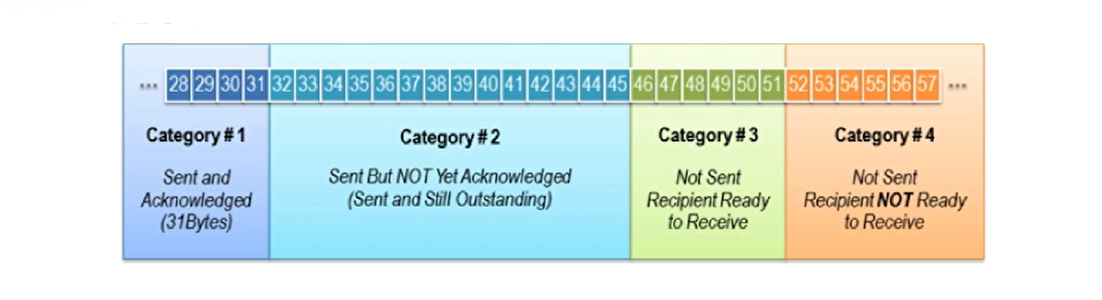 ... 28 29 30 31 32 33 34 35 36 37 38 39 40 41 42 43 44 45 46 47 48 49 50 51 52 53 54 55 56 57 ...
Category # 1
Sent and
Acknowledged
(31Bytes)
Category # 2
Sent But NOT Yet Acknowledged
(Sent and Still Outstanding)
Category # 3
Not Sent
Recipient Ready
to Receive
Category # 4
Not Sent
Recipient NOT Ready
to Receive